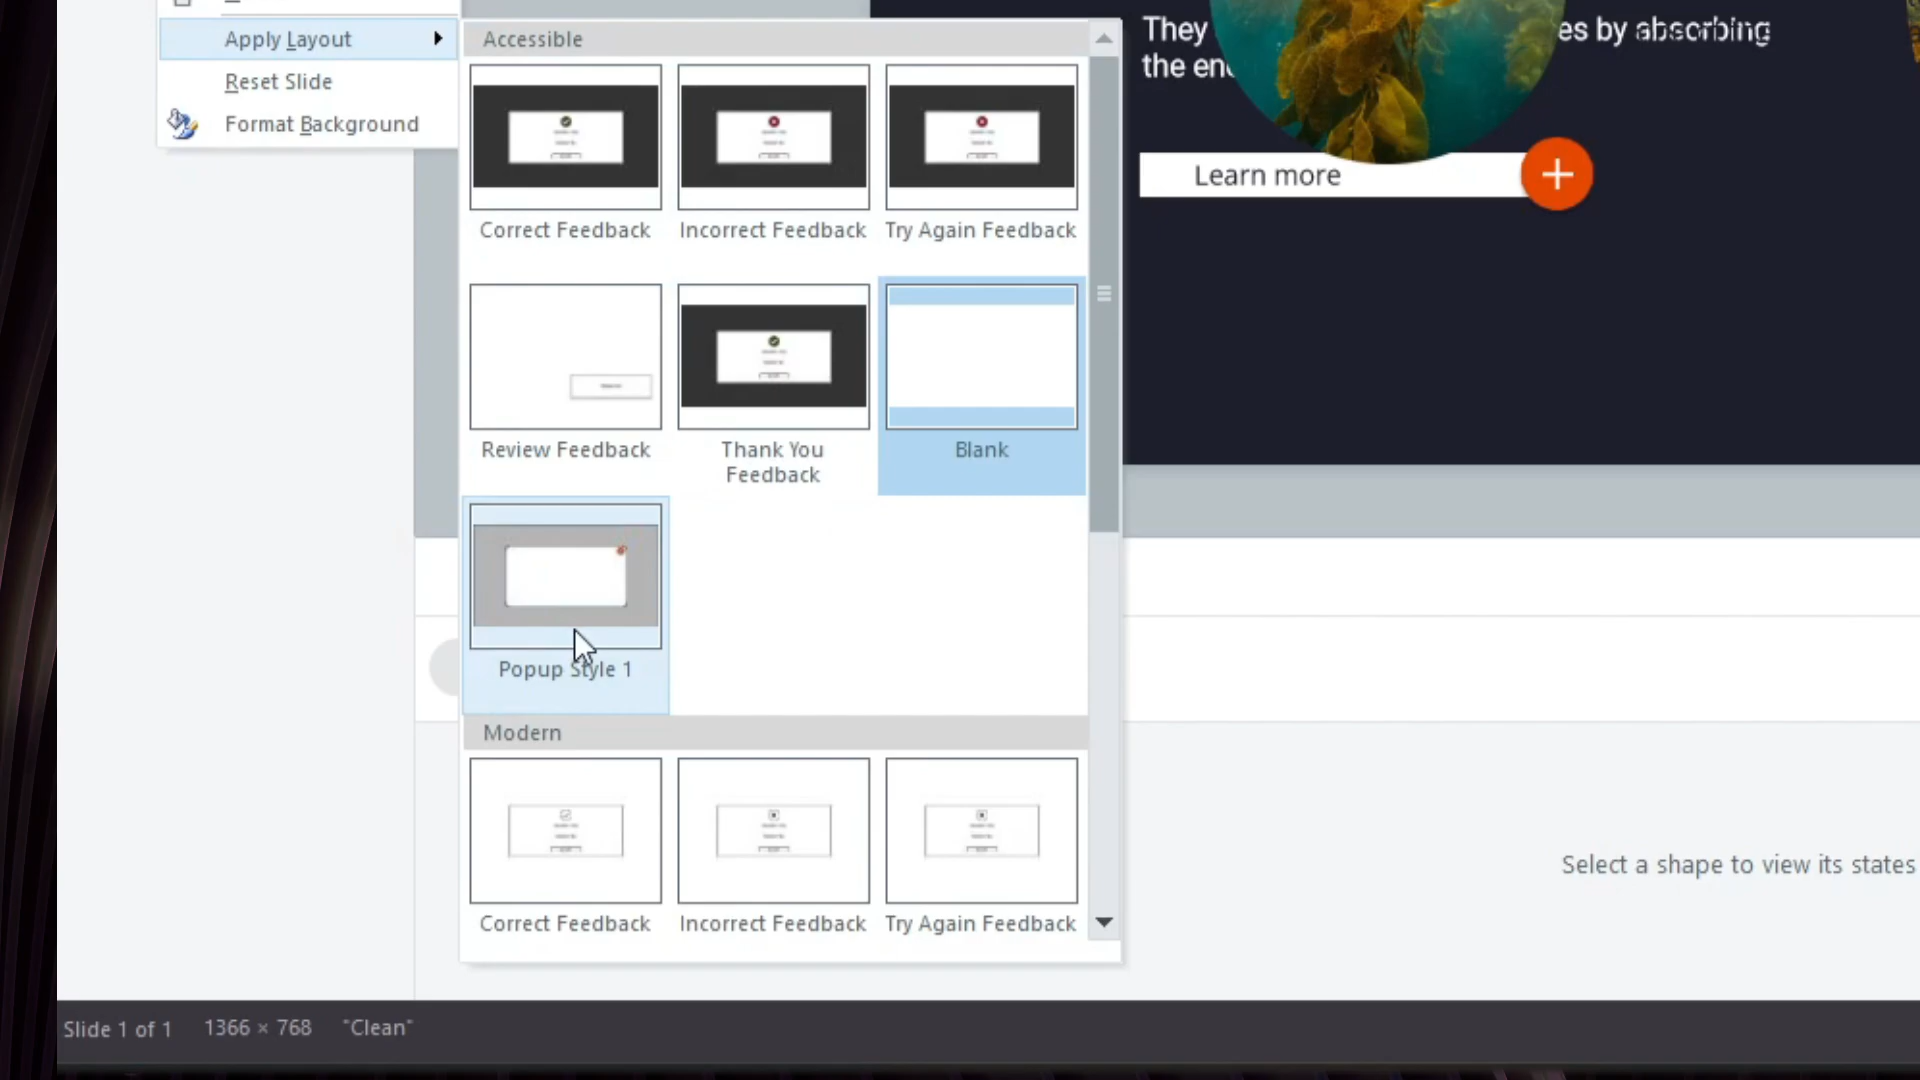 Apply Layout
Reset Slide
Format Background
Accessible
Correct Feedback
Incorrect Feedback
Try Again Feedback
Review Feedback
Thank You
Feedback
Blank
Popup Style 1
Modern
Correct Feedback
Incorrect Feedback
Try Again Feedback
They
es by absorbing
the
Learn more
Select a shape to view its states
Slide 1 of 1
1366 × 768
"Clean"